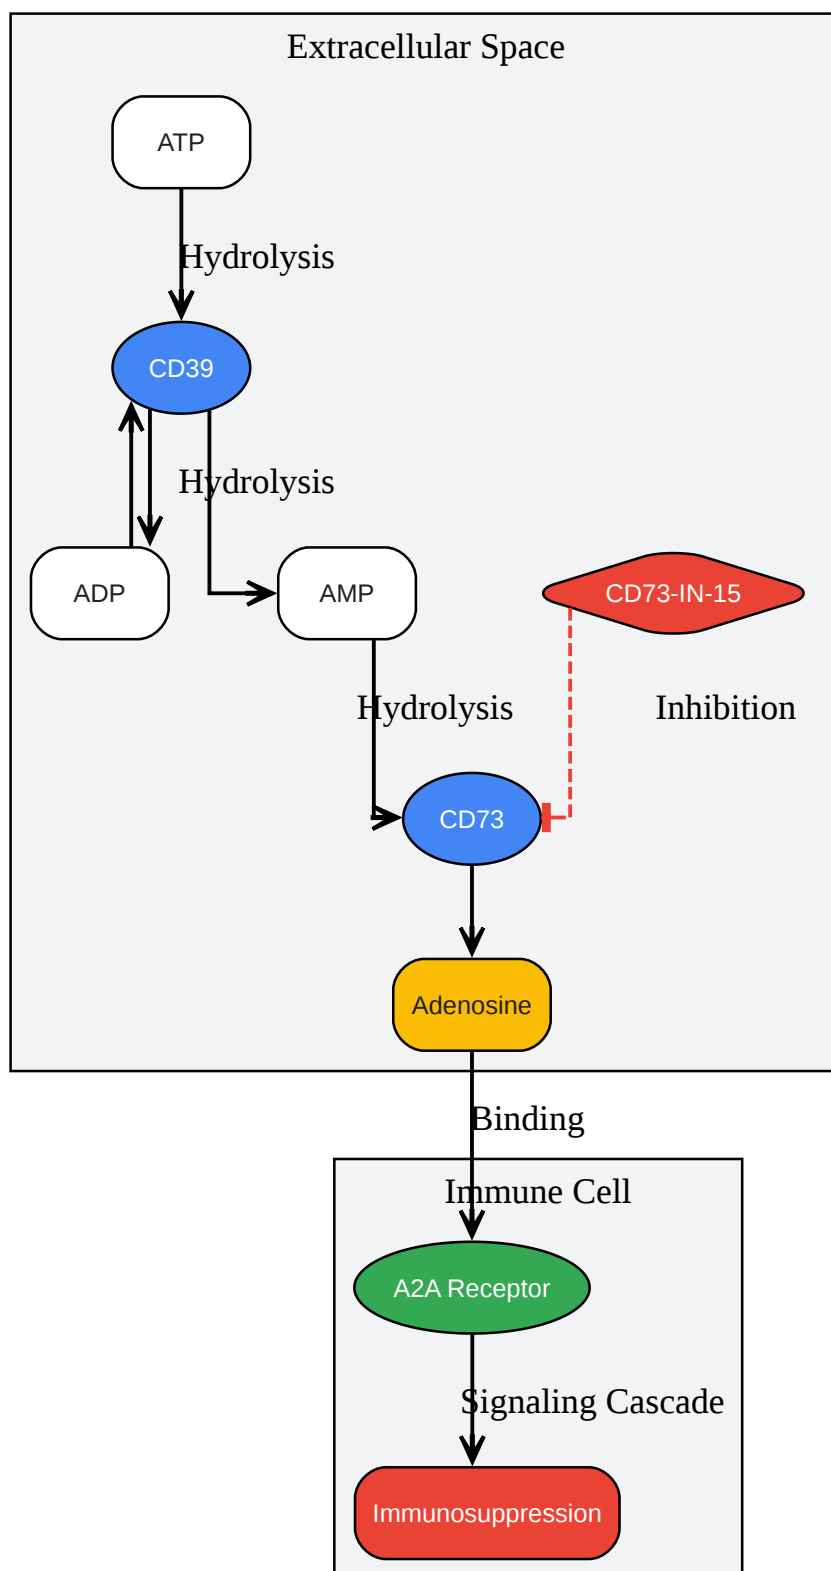 Extracellular Space
ATP
Hydrolysis
CD39
Hydrolysis
ADP
AMP
CD73-IN-15
Hydrolysis
Inhibition
CD73
Adenosine
Binding
Immune Cell
A2A Receptor
Signaling Cascade
Immunosuppression